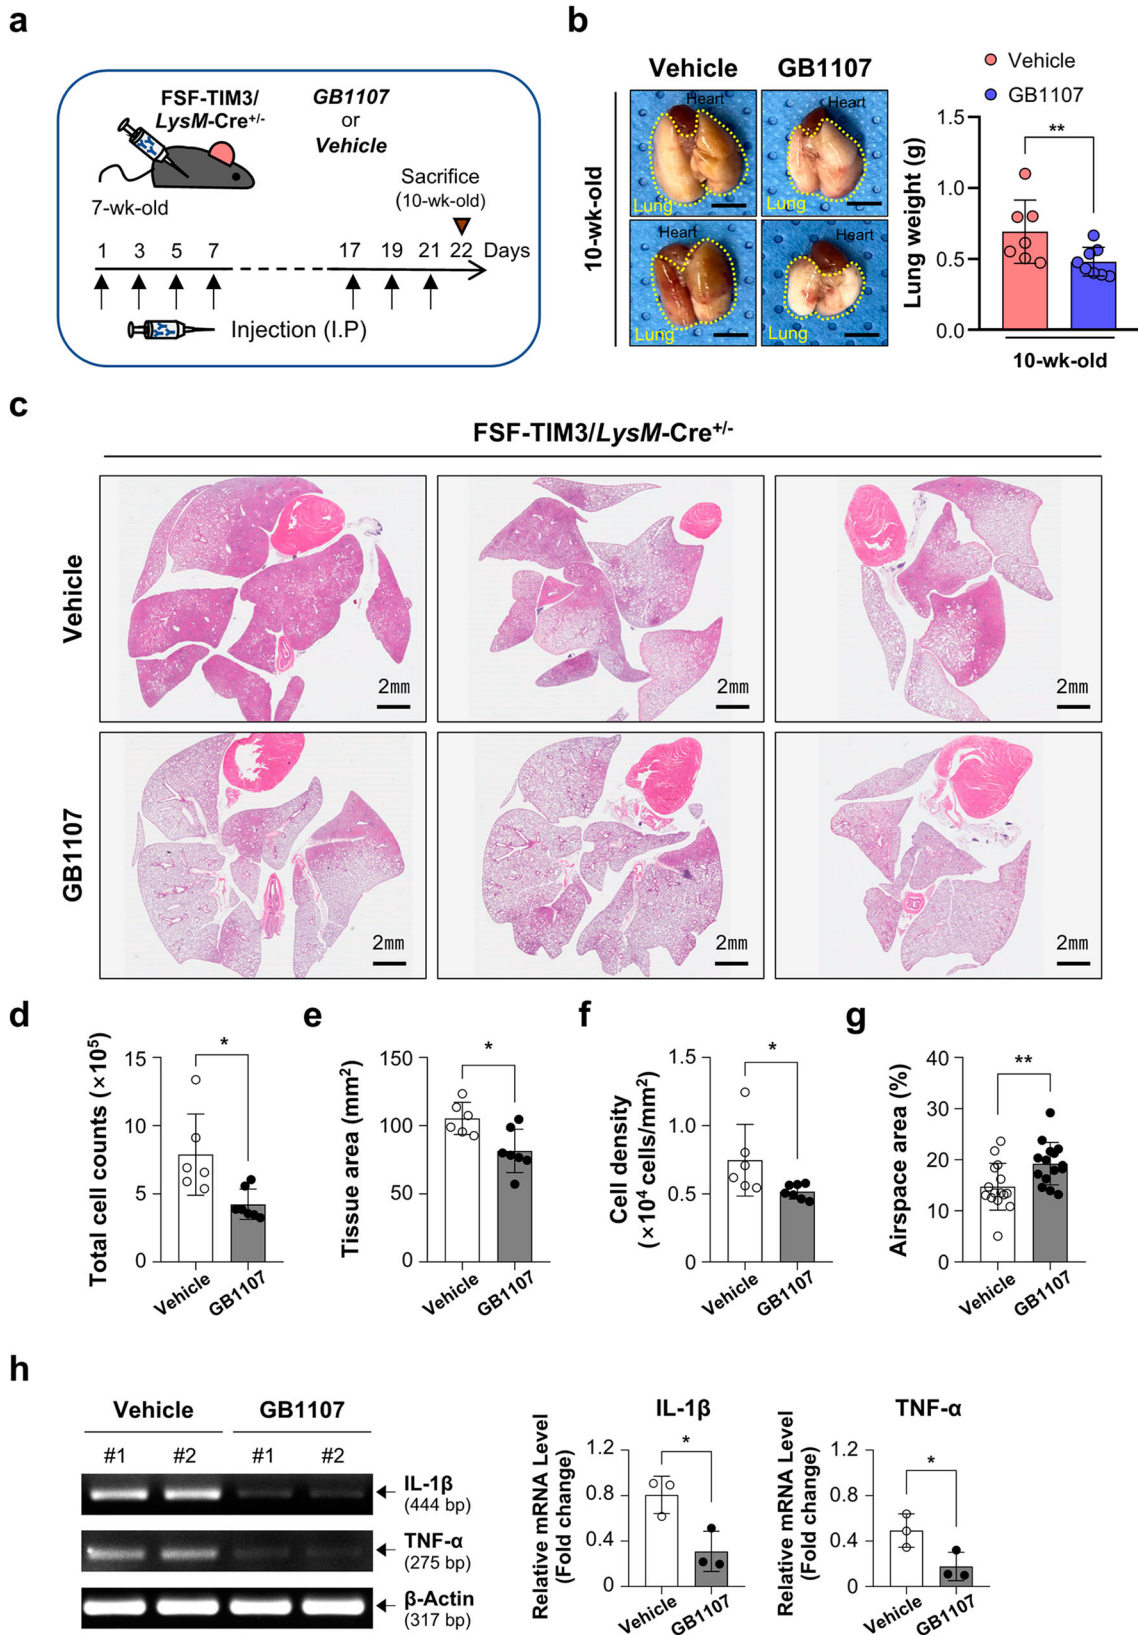 a
FSF-TIM3/
LysM-Cre+/-
GB1107
or
Vehicle
7-wk-old
Sacrifice
(10-wk-old)
1 3 5 7 17 19 21 22 Days
Injection (I.P)
b
Vehicle GB1107
10-wk-old
Heart
Lung
Heart
Lung
Heart
Lung
Heart
Lung
Vehicle
GB1107
Lung weight (g)
1.5
1.0
0.5
0.0
**
10-wk-old
c
FSF-TIM3/LysM-Cre+/-
Vehicle
2mm
2mm
2mm
GB1107
2mm
2mm
2mm
d
Total cell counts (×10⁵)
15
10
5
0
*
Vehicle
GB1107
e
Tissue area (mm²)
150
100
50
0
*
Vehicle
GB1107
f
Cell density
(×10⁴ cells/mm²)
1.5
1.0
0.5
0
*
Vehicle
GB1107
g
Airspace area (%)
40
30
20
10
0
**
Vehicle
GB1107
h
Vehicle GB1107
#1 #2 #1 #2
IL-1β
(444 bp)
TNF-α
(275 bp)
β-Actin
(317 bp)
IL-1β
Relative mRNA Level
(Fold change)
1.2
0.8
0.4
0
*
Vehicle
GB1107
TNF-α
Relative mRNA Level
(Fold change)
1.2
0.8
0.4
0
*
Vehicle
GB1107